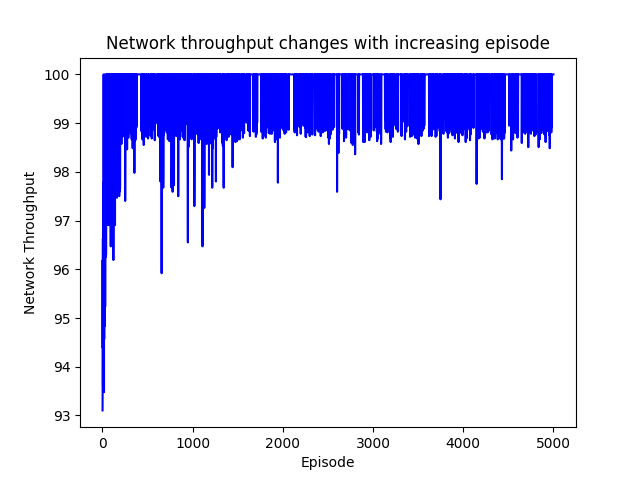 Network throughput changes with increasing episode
100
99
98
97
96
95
94
93
Network Throughput
0 1000 2000 3000 4000 5000
Episode